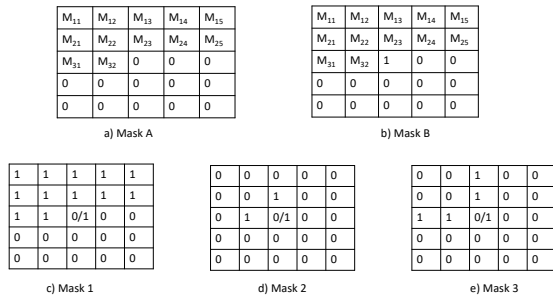 M11 M12 M13 M14 M15
M21 M22 M23 M24 M25
M31 M32 0 0 0
0 0 0 0 0
0 0 0 0 0
a) Mask A
M11 M12 M13 M14 M15
M21 M22 M23 M24 M25
M31 M32 1 0 0
0 0 0 0 0
0 0 0 0 0
b) Mask B
1 1 1 1 1
1 1 1 1 1
1 1 0/1 0 0
0 0 0 0 0
0 0 0 0 0
c) Mask 1
0 0 0 0 0
0 0 1 0 0
0 1 0/1 0 0
0 0 0 0 0
0 0 0 0 0
d) Mask 2
0 0 1 0 0
0 0 1 0 0
1 1 0/1 0 0
0 0 0 0 0
0 0 0 0 0
e) Mask 3